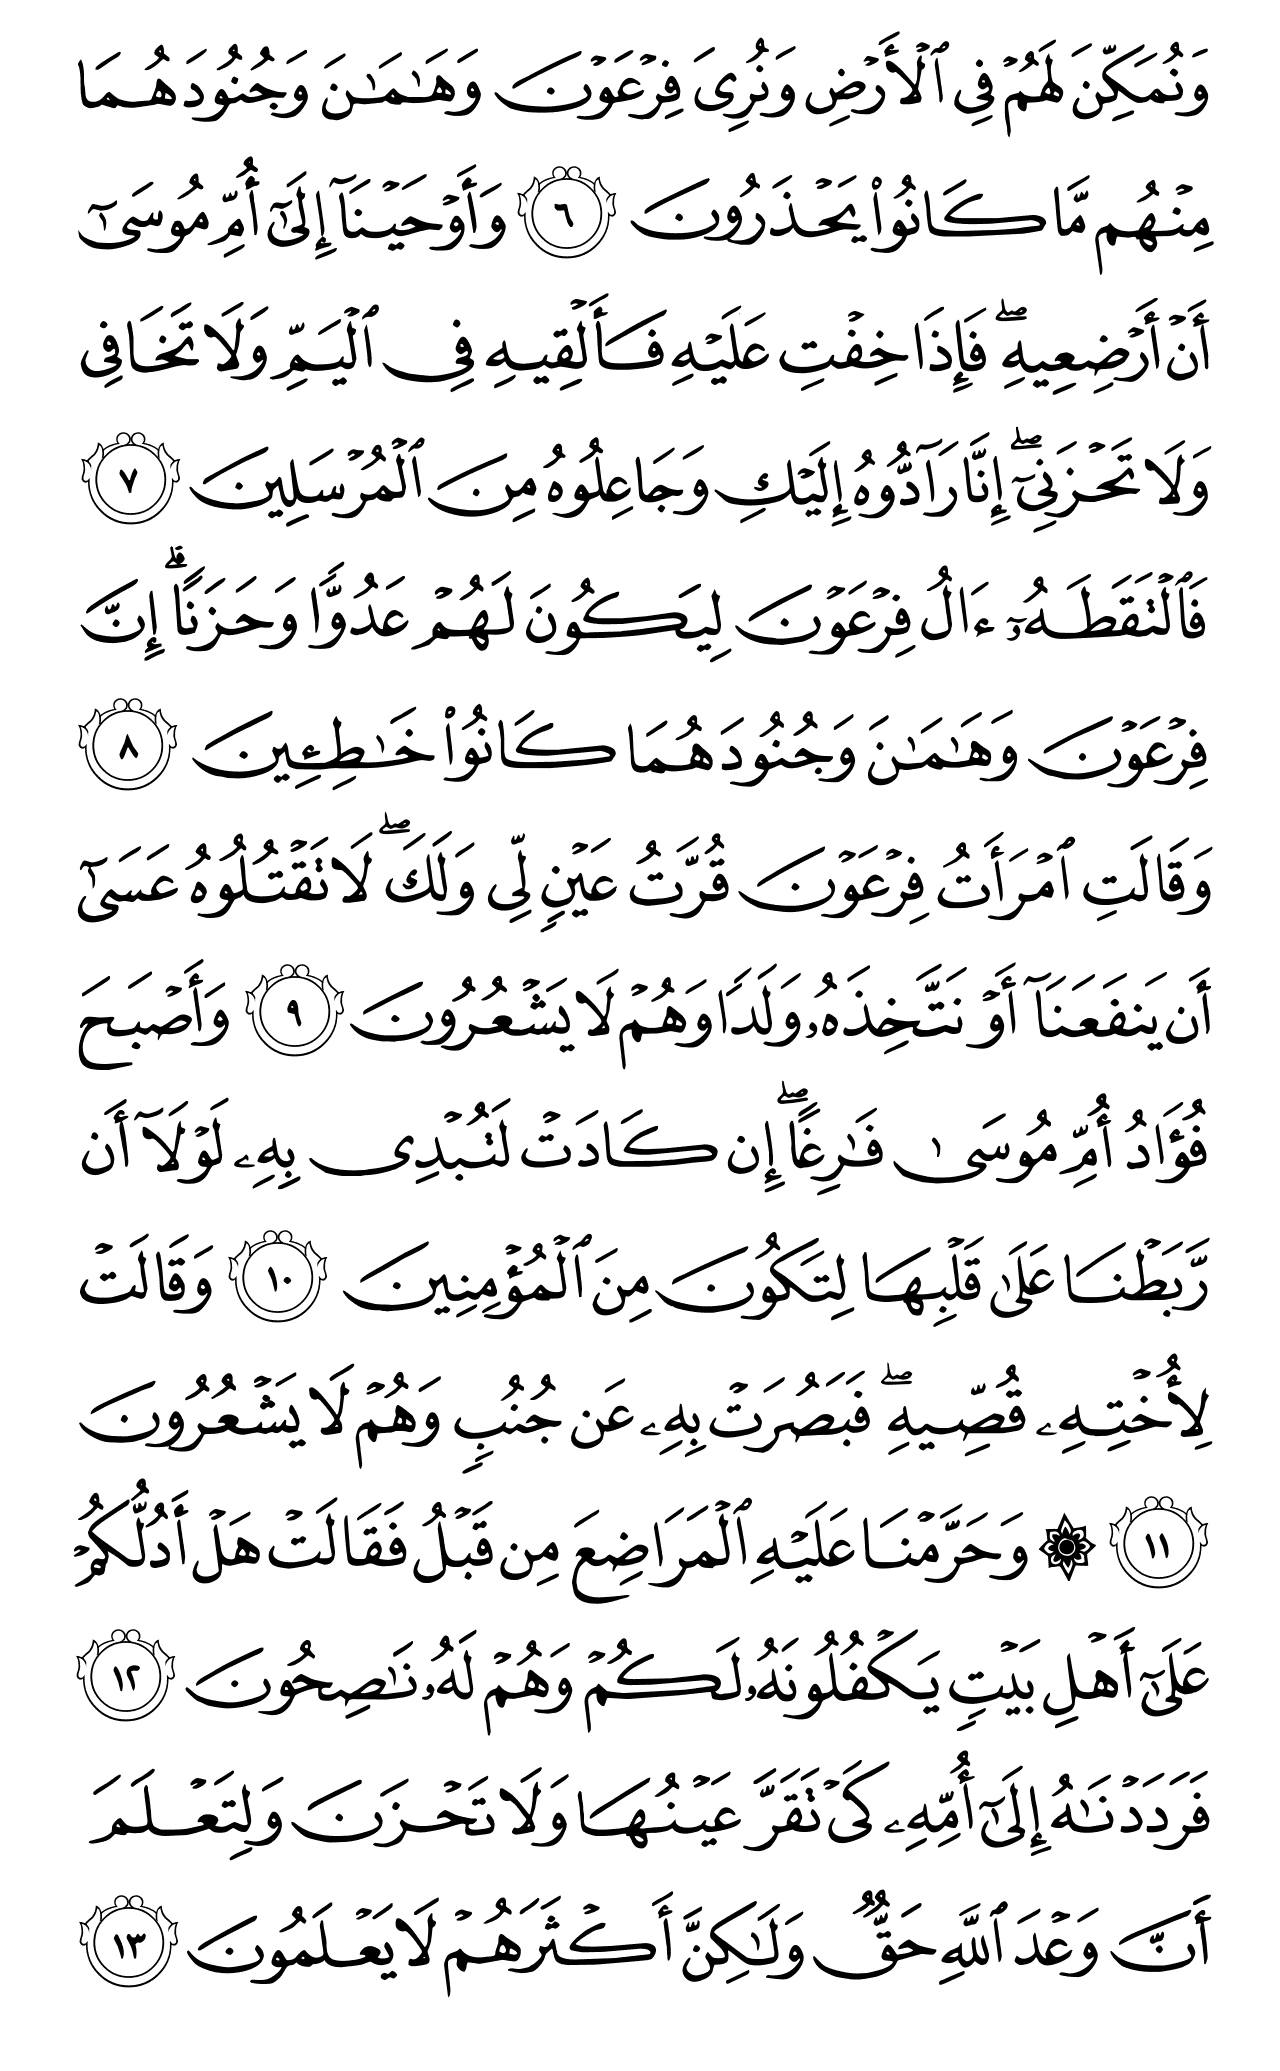 وَنُمَكِّنَ لَهُمۡ فِي ٱلۡأَرۡضِ وَنُرِيَ فِرۡعَوۡنَ وَهَٰمَٰنَ وَجُنُودَهُمَا
مِنۡهُم مَّا كَانُواْ يَحۡذَرُونَ ٦ وَأَوۡحَيۡنَآ إِلَىٰٓ أُمِّ مُوسَىٰٓ
أَنۡ أَرۡضِعِيهِۖ فَإِذَا خِفۡتِ عَلَيۡهِ فَأَلۡقِيهِ فِي ٱلۡيَمِّ وَلَا تَخَافِي
وَلَا تَحۡزَنِيٓۖ إِنَّا رَآدُّوهُ إِلَيۡكِ وَجَاعِلُوهُ مِنَ ٱلۡمُرۡسَلِينَ ٧
فَٱلۡتَقَطَهُۥٓ ءَالُ فِرۡعَوۡنَ لِيَكُونَ لَهُمۡ عَدُوّٗا وَحَزَنًاۗ إِنَّ
فِرۡعَوۡنَ وَهَٰمَٰنَ وَجُنُودَهُمَا كَانُواْ خَٰطِـِٔينَ ٨
وَقَالَتِ ٱمۡرَأَتُ فِرۡعَوۡنَ قُرَّتُ عَيۡنٖ لِّي وَلَكَۖ لَا تَقۡتُلُوهُ عَسَىٰٓ
أَن يَنفَعَنَآ أَوۡ نَتَّخِذَهُۥ وَلَدٗا وَهُمۡ لَا يَشۡعُرُونَ ٩ وَأَصۡبَحَ
فُؤَادُ أُمِّ مُوسَىٰ فَٰرِغًاۖ إِن كَادَتۡ لَتُبۡدِي بِهِۦ لَوۡلَآ أَن
رَّبَطۡنَا عَلَىٰ قَلۡبِهَا لِتَكُونَ مِنَ ٱلۡمُؤۡمِنِينَ ١٠ وَقَالَتۡ
لِأُخۡتِهِۦ قُصِّيهِۖ فَبَصُرَتۡ بِهِۦ عَن جُنُبٖ وَهُمۡ لَا يَشۡعُرُونَ
١١ ۞ وَحَرَّمۡنَا عَلَيۡهِ ٱلۡمَرَاضِعَ مِن قَبۡلُ فَقَالَتۡ هَلۡ أَدُلُّكُمۡ
عَلَىٰٓ أَهۡلِ بَيۡتٖ يَكۡفُلُونَهُۥ لَكُمۡ وَهُمۡ لَهُۥ نَٰصِحُونَ ١٢
فَرَدَدۡنَٰهُ إِلَىٰٓ أُمِّهِۦ كَيۡ تَقَرَّ عَيۡنُهَا وَلَا تَحۡزَنَ وَلِتَعۡلَمَ
أَنَّ وَعۡدَ ٱللَّهِ حَقّٞ وَلَٰكِنَّ أَكۡثَرَهُمۡ لَا يَعۡلَمُونَ ١٣